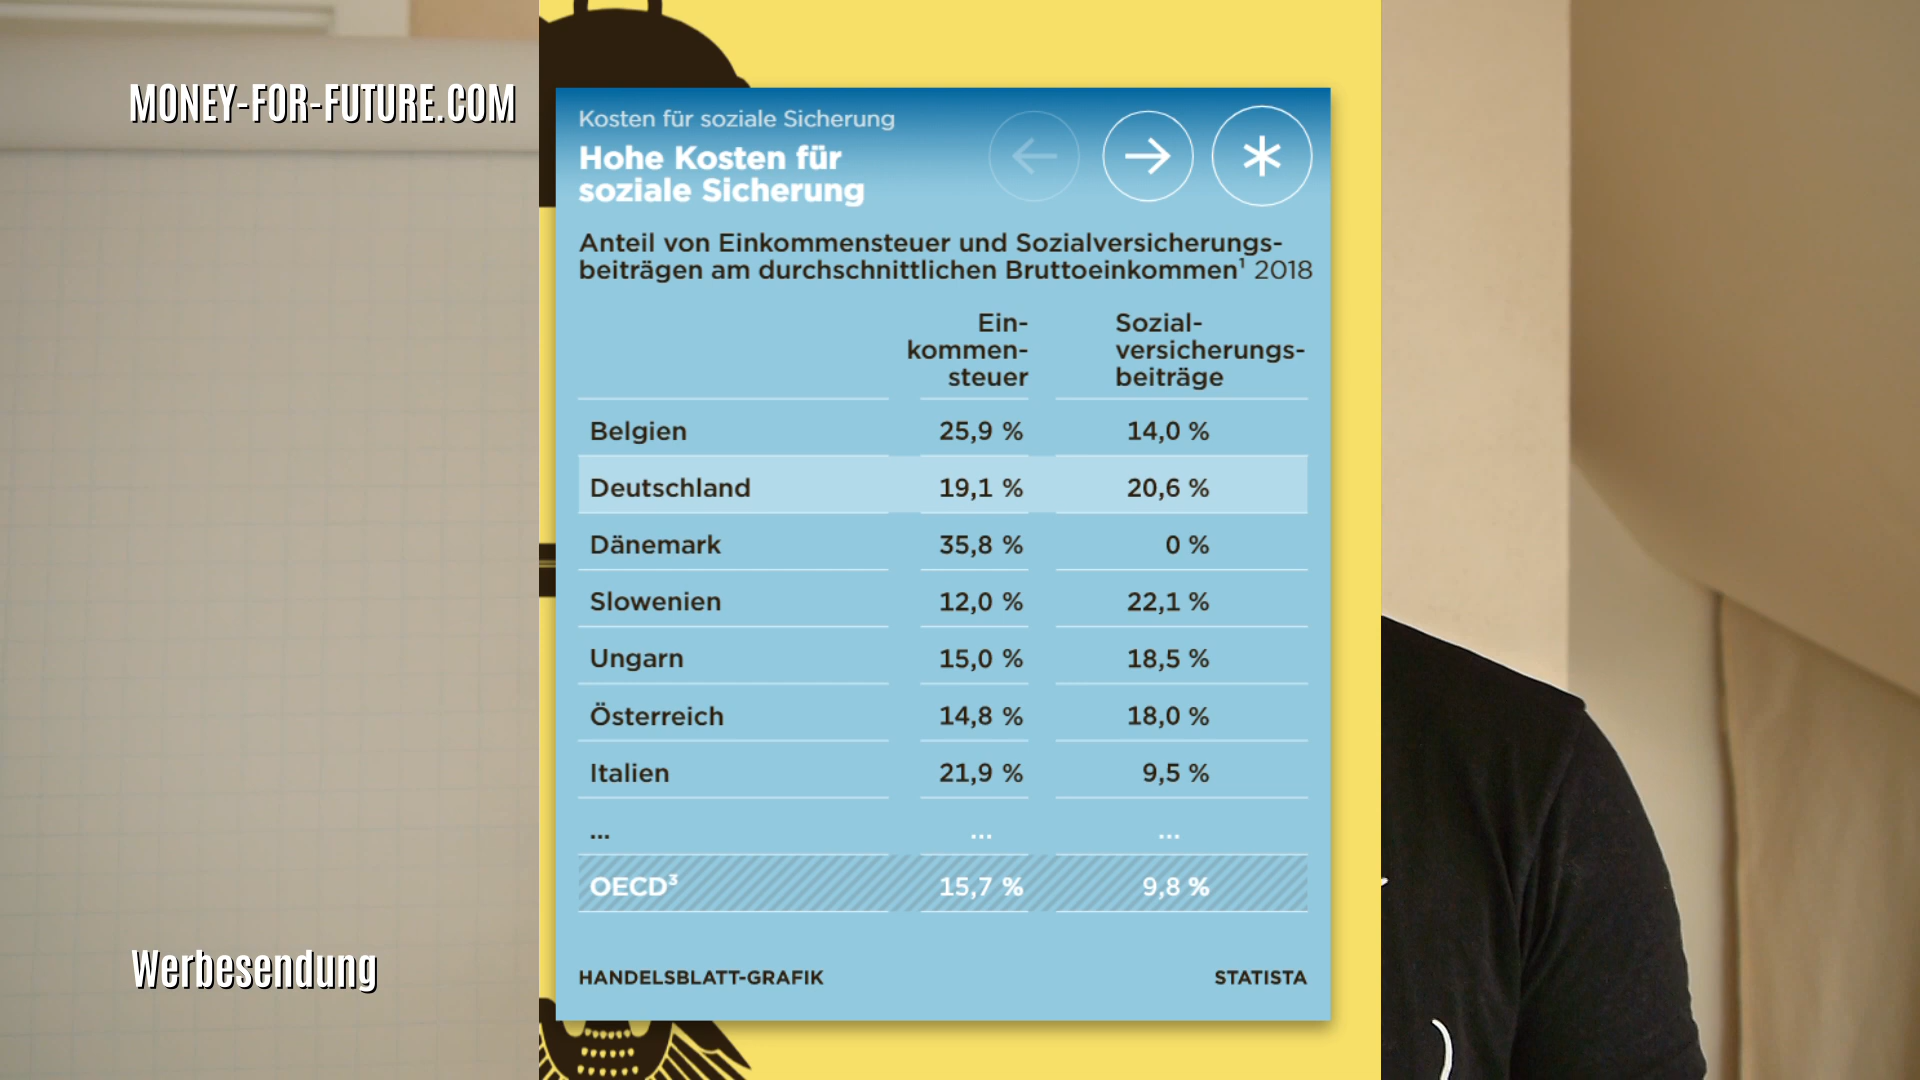 MONEY-FOR-FUTURE.COM
Kosten für soziale Sicherung
Hohe Kosten für
soziale Sicherung
Anteil von Einkommensteuer und Sozialversicherungs-
beiträgen am durchschnittlichen Bruttoeinkommen¹ 2018
Ein-
kommen-
steuer
Sozial-
versicherungs-
beiträge
Belgien 25,9 % 14,0 %
Deutschland 19,1 % 20,6 %
Dänemark 35,8 % 0 %
Slowenien 12,0 % 22,1 %
Ungarn 15,0 % 18,5 %
Österreich 14,8 % 18,0 %
Italien 21,9 % 9,5 %
... ... ...
OECD³ 15,7 % 9,8 %
HANDELSBLATT-GRAFIK STATISTA
Werbesendung